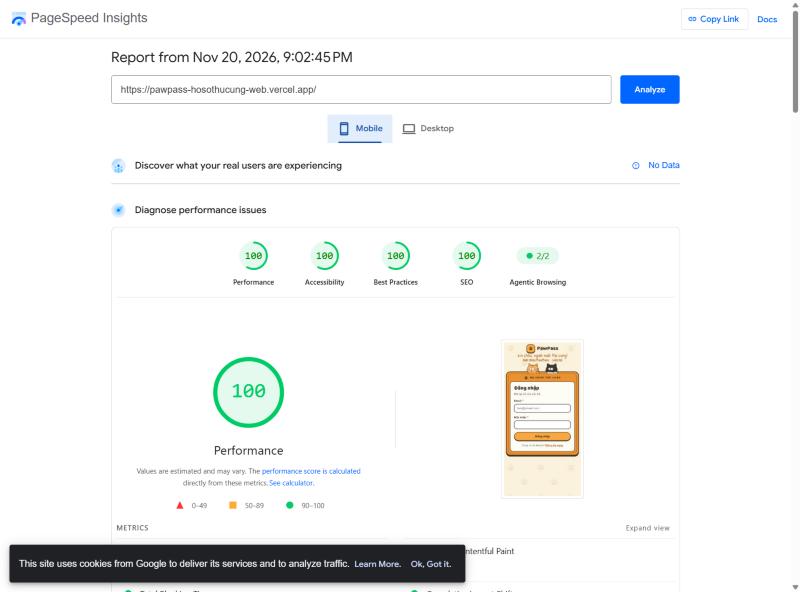 PageSpeed Insights
Copy Link
Docs
Report from Nov 20, 2026, 9:02:45 PM
https://pawpass-hosothucung-web.vercel.app/
Analyze
Mobile
Desktop
Discover what your real users are experiencing
No Data
Diagnose performance issues
100
100
100
100
2/2
Performance
Accessibility
Best Practices
SEO
Agentic Browsing
100
Performance
Values are estimated and may vary. The performance score is calculated
directly from these metrics. See calculator.
0–49
50–89
90–100
PawPass
Đăng nhập
Email *
Đăng nhập
METRICS
Expand view
ntentful Paint
This site uses cookies from Google to deliver its services and to analyze traffic. Learn More. Ok, Got it.